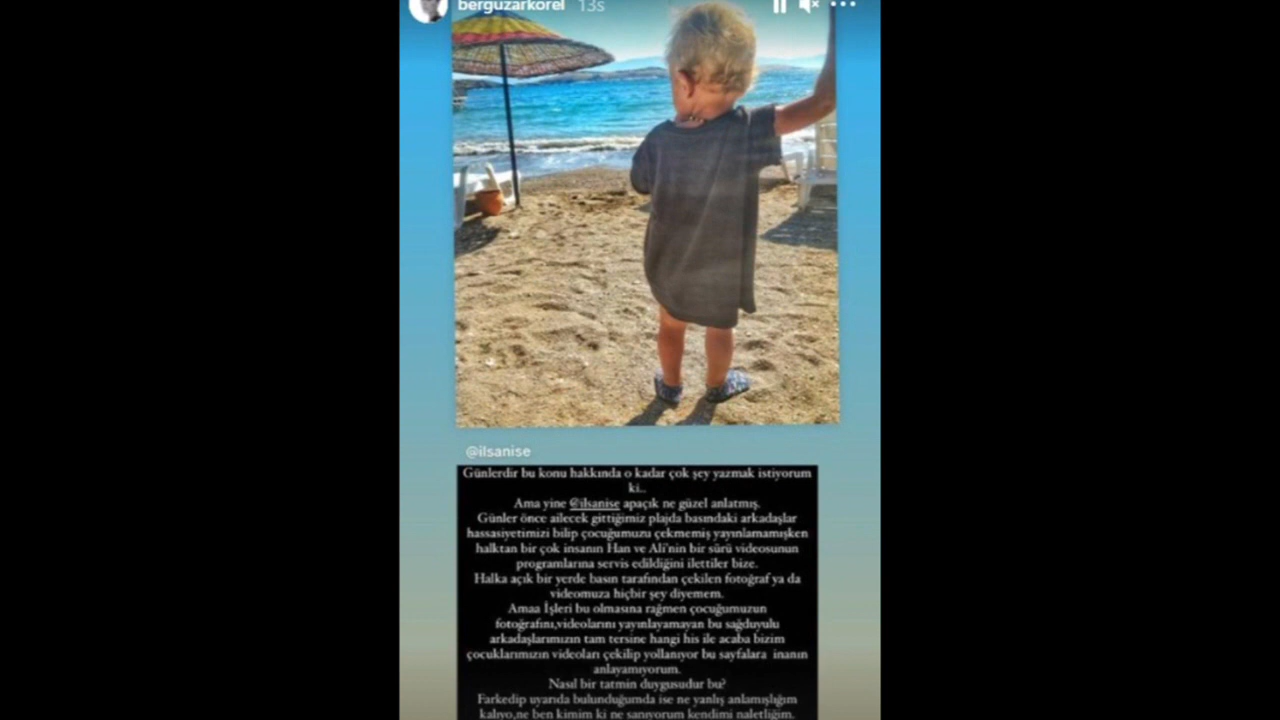 berguzarkorel 13s
@ilsanise
Günlerdir bu konu hakkında o kadar çok şey yazmak istiyorum
ki..
Ama yine @ilsanise apaçık ne güzel anlatmış.
Günler önce ailecek gittiğimiz plajda basındaki arkadaşlar
hassasiyetimizi bilip çocuğumuzu çekmemiş yayınlamamışken
halktan bir çok insanın Han ve Ali'nin bir sürü videosunun
programlarına servis edildiğini ilettiler bize.
Halka açık bir yerde basın tarafından çekilen fotoğraf ya da
videomuza hiçbir şey diyemem.
Amaa İşleri bu olmasına rağmen çocuğumuzun
fotoğrafını,videolarını yayınlayamayan bu sağduyulu
arkadaşlarımızın tam tersine hangi his ile acaba bizim
çocuklarımızın videoları çekilip yollanıyor bu sayfalara inanın
anlayamıyorum.
Nasıl bir tatmin duygusudur bu?
Farkedip uyarıda bulunduğumda ise ne yanlış anlamışlığım
kalıyo,ne ben kimim ki ne sanıyorum kendimi naletliğim.